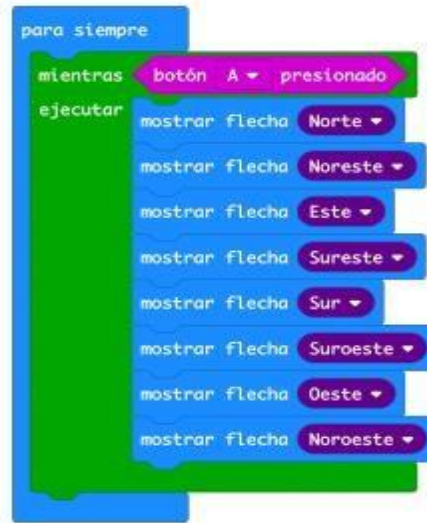 para siempre
mientras botón A presionado
ejecutar mostrar flecha Norte
mostrar flecha Noreste
mostrar flecha Este
mostrar flecha Sureste
mostrar flecha Sur
mostrar flecha Suroeste
mostrar flecha Oeste
mostrar flecha Noroeste